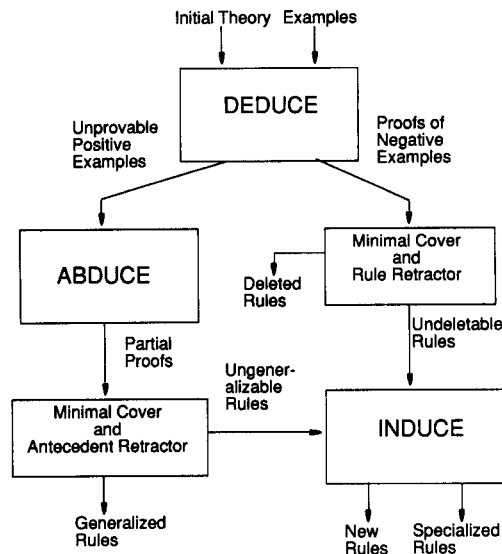 Initial Theory
Examples
DEDUCE
Unprovable
Positive
Examples
Proofs of
Negative
Examples
ABDUCE
Minimal Cover
and
Rule Retractor
Deleted
Rules
Undeletable
Rules
Partial
Proofs
Ungener-
alizable
Rules
Minimal Cover
and
Antecedent Retractor
INDUCE
Generalized
Rules
New
Rules
Specialized
Rules